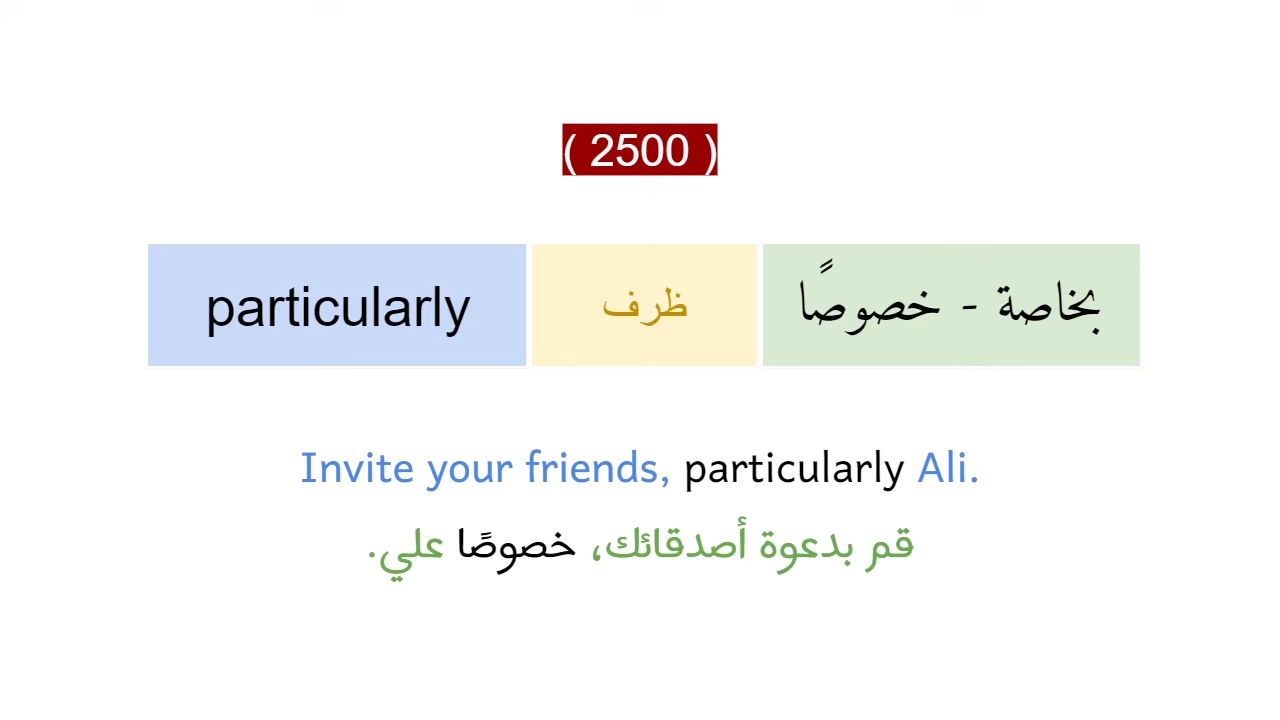 ( 2500 )
particularly
ظرف
بخاصة - خصوصًا
Invite your friends, particularly Ali.
قم بدعوة أصدقائك، خصوصًا علي.